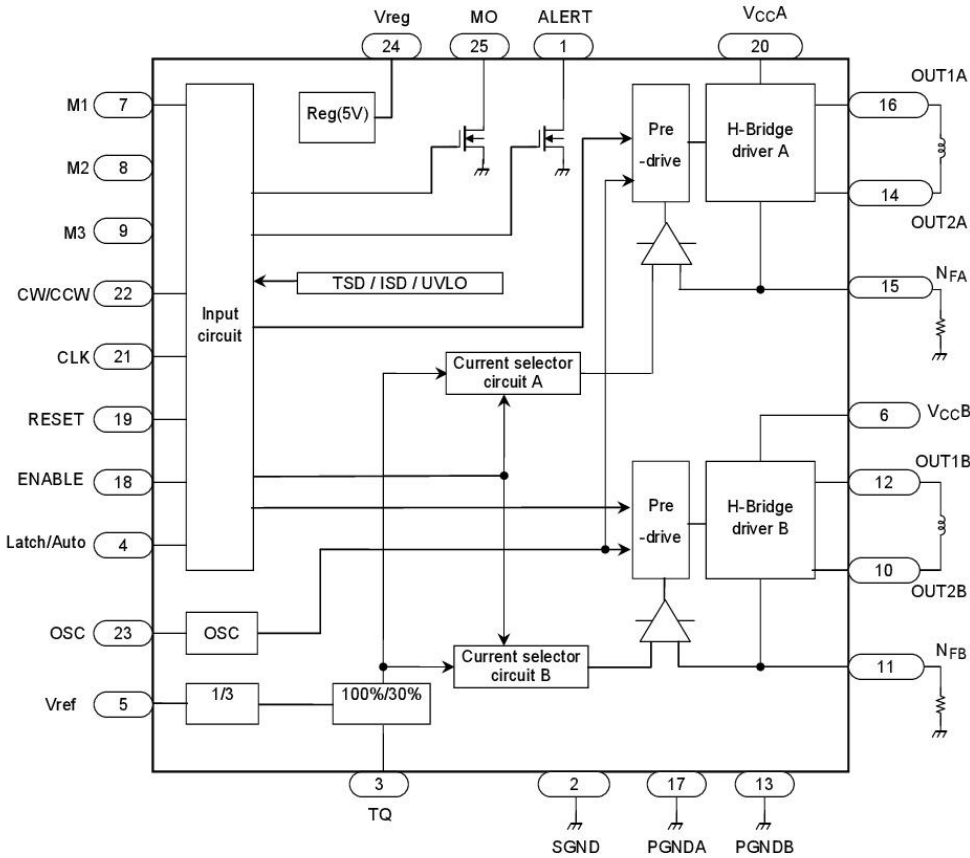 Vreg
MO
ALERT
VCCA
24
25
1
20
OUT1A
M1
7
Reg(5V)
Pre
-drive
H-Bridge
driver A
16
M2
8
14
OUT2A
M3
9
TSD / ISD / UVLO
NFA
15
CW/CCW
22
Input
circuit
CLK
21
Current selector
circuit A
RESET
19
6
VCCB
OUT1B
ENABLE
18
Pre
-drive
H-Bridge
driver B
12
Latch/Auto
4
10
OUT2B
OSC
23
OSC
Current selector
circuit B
NFB
11
Vref
5
1/3
100%/30%
3
2
17
13
TQ
SGND
PGNDA
PGNDB